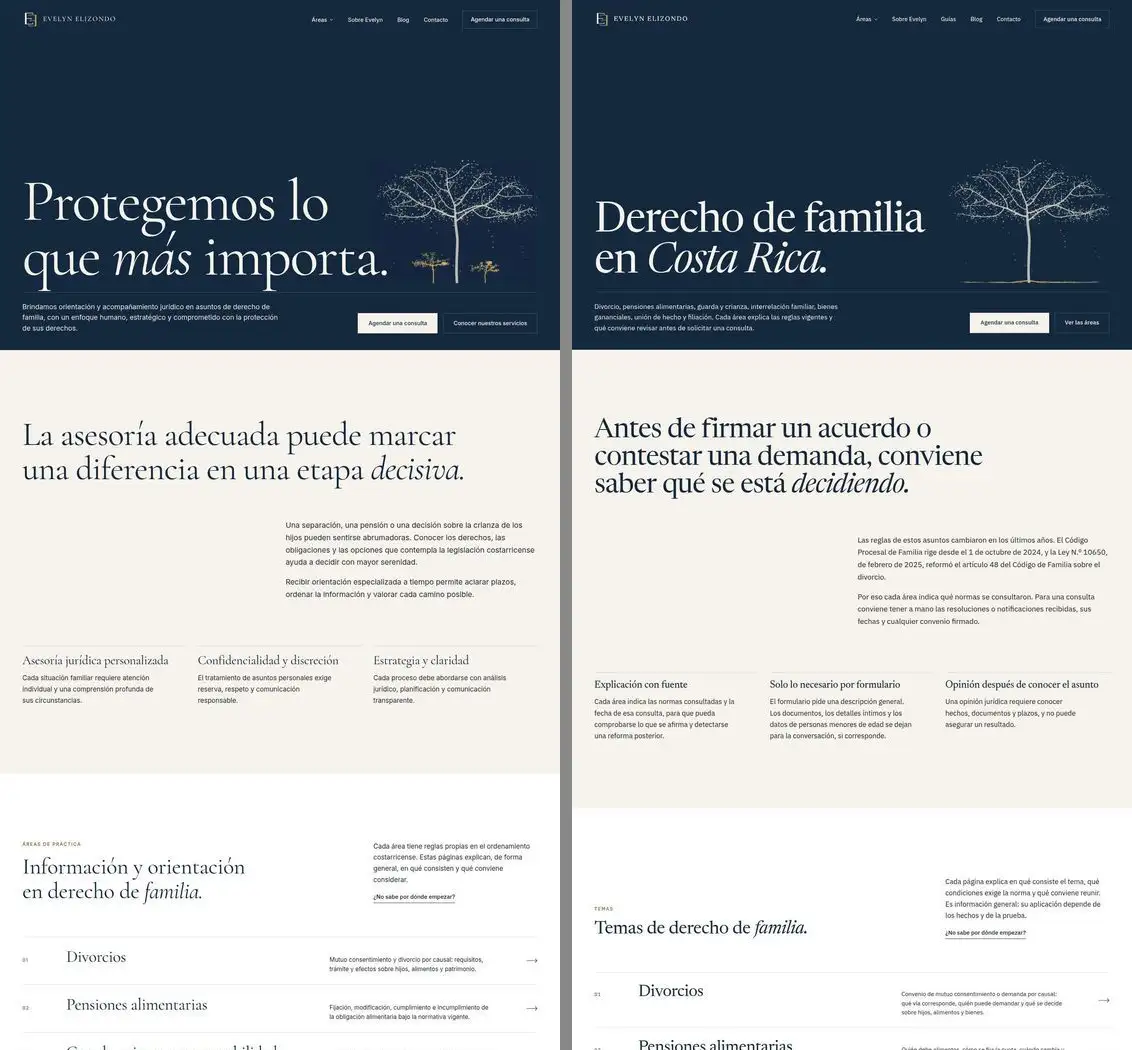 EVELYN ELIZONDO
Áreas
Sobre Evelyn
Blog
Contacto
Agendar una consulta
Protegemos lo
que más importa.
Brindamos orientación y acompañamiento jurídico en asuntos de derecho de
familia, con un enfoque humano, estratégico y comprometido con la protección
de sus derechos.
Agendar una consulta
Conocer nuestros servicios
La asesoría adecuada puede marcar
una diferencia en una etapa decisiva.
Una separación, una pensión o una decisión sobre la crianza de los
hijos pueden sentirse abrumadoras. Conocer los derechos, las
obligaciones y las opciones que contempla la legislación costarricense
ayuda a decidir con mayor serenidad.
Recibir orientación especializada a tiempo permite aclarar plazos,
ordenar la información y valorar cada camino posible.
Asesoría jurídica personalizada
Cada situación familiar requiere atención
individual y una comprensión profunda de
sus circunstancias.
Confidencialidad y discreción
El tratamiento de asuntos personales exige
reserva, respeto y comunicación
responsable.
Estrategia y claridad
Cada proceso debe abordarse con análisis
jurídico, planificación y comunicación
transparente.
ÁREAS DE PRÁCTICA
Información y orientación
en derecho de familia.
Cada área tiene reglas propias en el ordenamiento
costarricense. Estas páginas explican, de forma
general, en qué consisten y qué conviene
considerar.
¿No sabe por dónde empezar?
01
Divorcios
Mutuo consentimiento y divorcio por causal: requisitos,
trámite y efectos sobre hijos, alimentos y patrimonio.
02
Pensiones alimentarias
Fijación, modificación, cumplimiento e incumplimiento de
la obligación alimentaria bajo la normativa vigente.
EVELYN ELIZONDO
Áreas
Sobre Evelyn
Guías
Blog
Contacto
Agendar una consulta
Derecho de familia
en Costa Rica.
Divorcio, pensiones alimentarias, guarda y crianza, interrelación familiar, bienes
gananciales, unión de hecho y filiación. Cada área explica las reglas vigentes y
qué conviene revisar antes de solicitar una consulta.
Agendar una consulta
Ver las áreas
Antes de firmar un acuerdo o
contestar una demanda, conviene
saber qué se está decidiendo.
Las reglas de estos asuntos cambiaron en los últimos años. El Código
Procesal de Familia rige desde el 1 de octubre de 2024, y la Ley N.º 10650,
de febrero de 2025, reformó el artículo 48 del Código de Familia sobre el
divorcio.
Por eso cada área indica qué normas se consultaron. Para una consulta
conviene tener a mano las resoluciones o notificaciones recibidas, sus
fechas y cualquier convenio firmado.
Explicación con fuente
Cada área indica las normas consultadas y la
fecha de esa consulta, para que pueda
comprobarse lo que se afirma y detectarse
una reforma posterior.
Solo lo necesario por formulario
El formulario pide una descripción general.
Los documentos, los detalles íntimos y los
datos de personas menores de edad se dejan
para la conversación, si corresponde.
Opinión después de conocer el asunto
Una opinión jurídica requiere conocer
hechos, documentos y plazos, y no puede
asegurar un resultado.
TEMAS
Temas de derecho de familia.
Cada página explica en qué consiste el tema, qué
condiciones exige la norma y qué conviene reunir.
Es información general: su aplicación depende de
los hechos y de la prueba.
¿No sabe por dónde empezar?
01
Divorcios
Convenio de mutuo consentimiento o demanda por causal:
qué vía corresponde, quién puede demandar y qué se decide
sobre hijos, alimentos y bienes.
Pensiones alimentarias